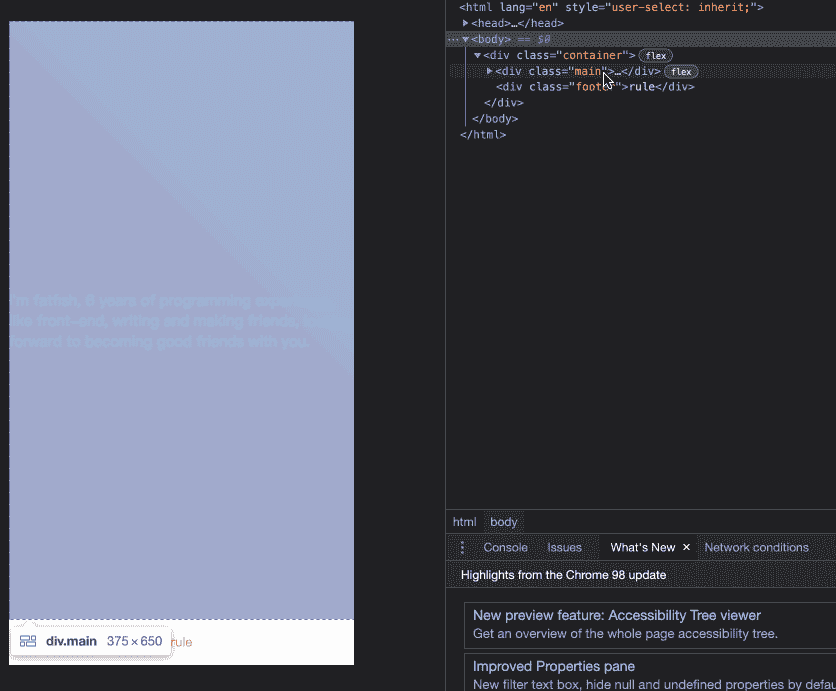 I'm fatfish, 6 years of programming
like front-end, writing and making friends,
forward to becoming good friends with you.
div.main 375 × 650 rule
<html lang="en" style="user-select: inherit;">
<head>…</head>
<body> == $0
<div class="container"> flex
<div class="main">…</div> flex
<div class="foot">rule</div>
</div>
</body>
</html>
html body
Console Issues What's New × Network conditions
Highlights from the Chrome 98 update
New preview feature: Accessibility Tree viewer
Get an overview of the whole page accessibility tree.
Improved Properties pane
New filter text box, hide null and undefined properties by defau